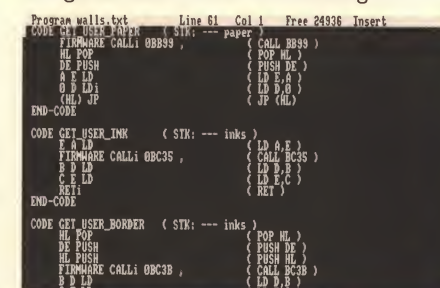 Program walls.txt Line 61 Col 1 Free 24936 Insert
CODE GET_USER_PAPER ( STK: --- paper )
FIRMWARE CALLi 0BB99 , ( CALL BB99 )
HL POP ( POP HL )
DE PUSH ( PUSH DE )
A E LD ( LD E,A )
0 D LDi ( LD D,0 )
(HL) JP ( JP (HL)
END-CODE
CODE GET_USER_INK ( STK: --- inks )
E A LD ( LD A,E )
FIRMWARE CALLi 0BC35 , ( CALL BC35 )
B D LD ( LD D,B )
C E LD ( LD E,C )
RETi ( RET )
END-CODE
CODE GET_USER_BORDER ( STK: --- inks )
HL POP ( POP HL )
DE PUSH ( PUSH DE )
HL PUSH ( PUSH HL )
FIRMWARE CALLi 0BC3B , ( CALL BC3B )
B D LD ( LD D,B )